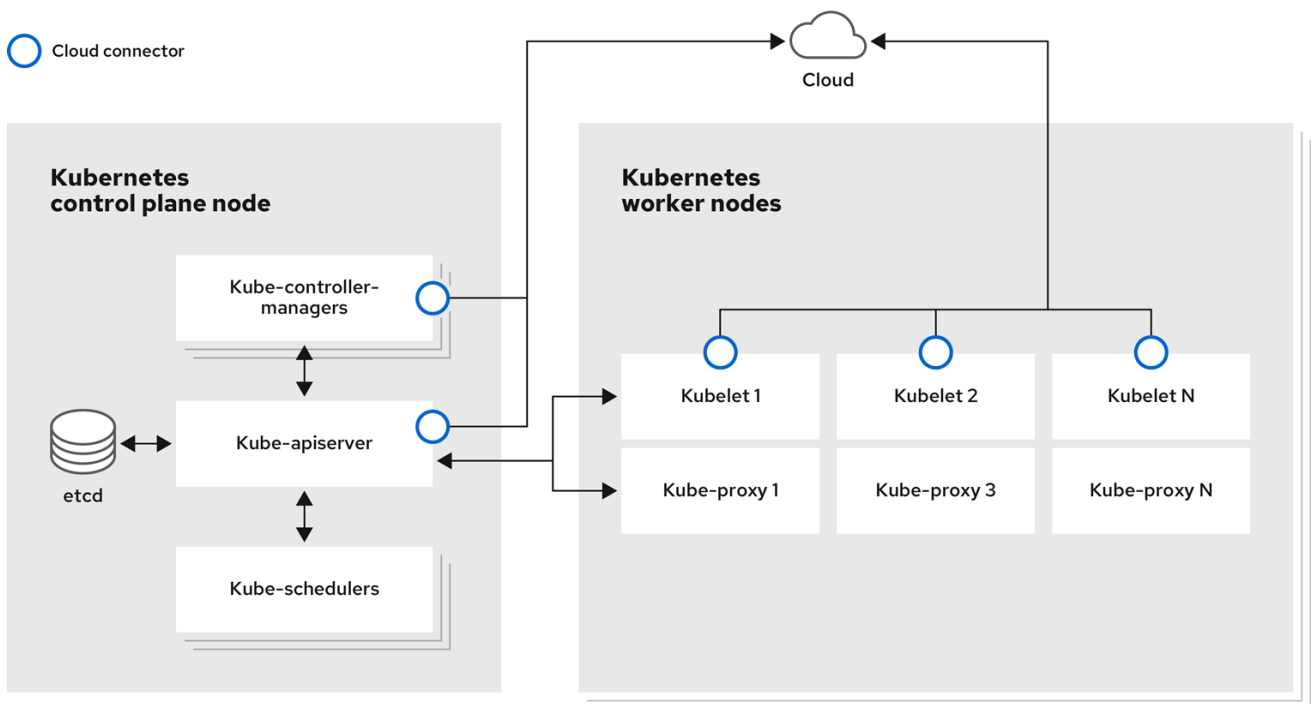 Cloud connector
Cloud
Kubernetes
control plane node
Kube-controller-
managers
Kube-apiserver
etcd
Kube-schedulers
Kubernetes
worker nodes
Kubelet 1
Kubelet 2
Kubelet N
Kube-proxy 1
Kube-proxy 3
Kube-proxy N